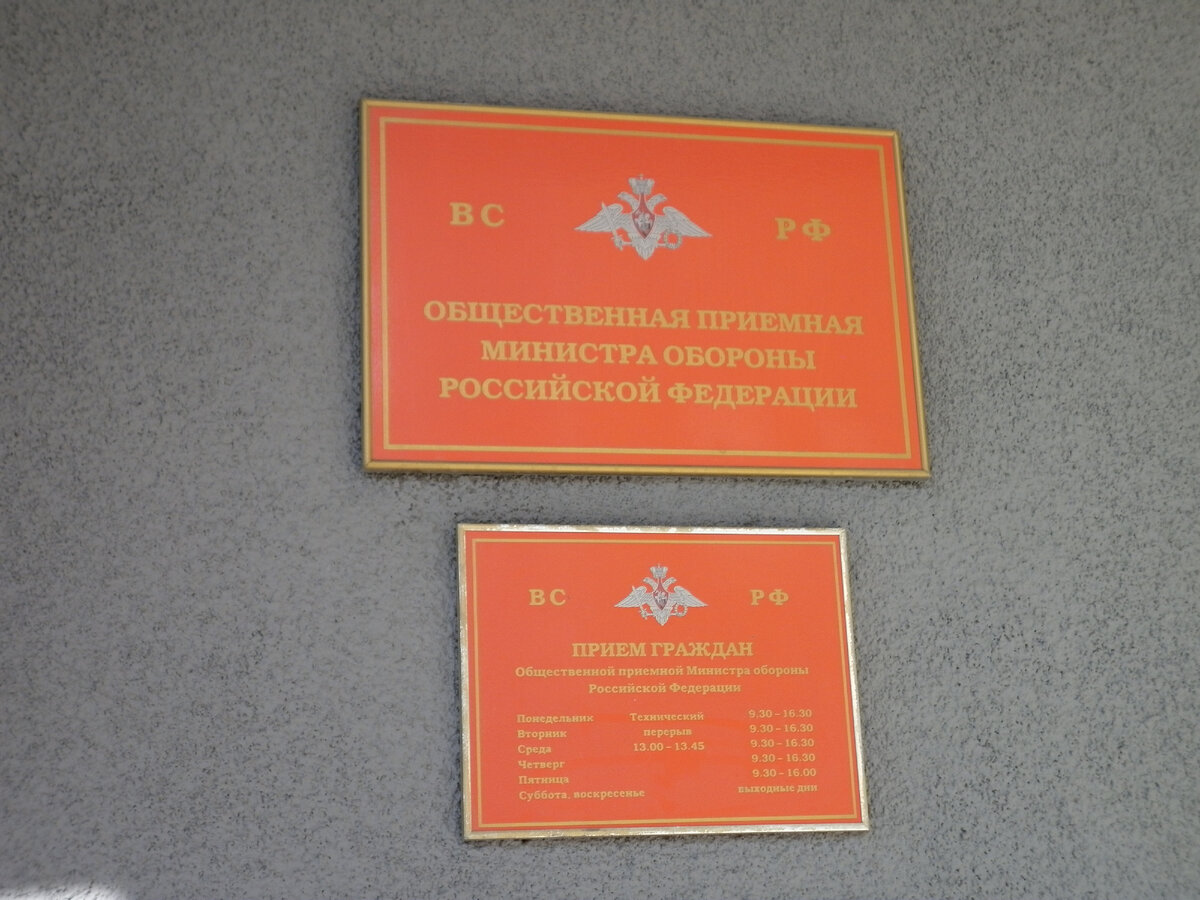 ВС РФ
ОБЩЕСТВЕННАЯ ПРИЕМНАЯ
МИНИСТРА ОБОРОНЫ
РОССИЙСКОЙ ФЕДЕРАЦИИ
ВС РФ
ПРИЕМ ГРАЖДАН
Общественной приемной Министра обороны
Российской Федерации
Понедельник Технический 9.30 – 16.30
Вторник перерыв 9.30 – 16.30
Среда 13.00 – 13.45 9.30 – 16.30
Четверг 9.30 – 16.30
Пятница 9.30 – 16.00
Суббота, воскресенье выходные дни